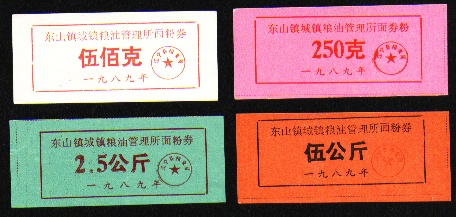 东山镇城镇粮油管理所面粉券
伍佰克
一九八九年
东山镇城镇粮油管理所面粉券
250克
一九八九年
东山镇城镇粮油管理所面粉券
2.5公斤
一九八九年
东山镇城镇粮油管理所面粉券
伍公斤
一九八九年